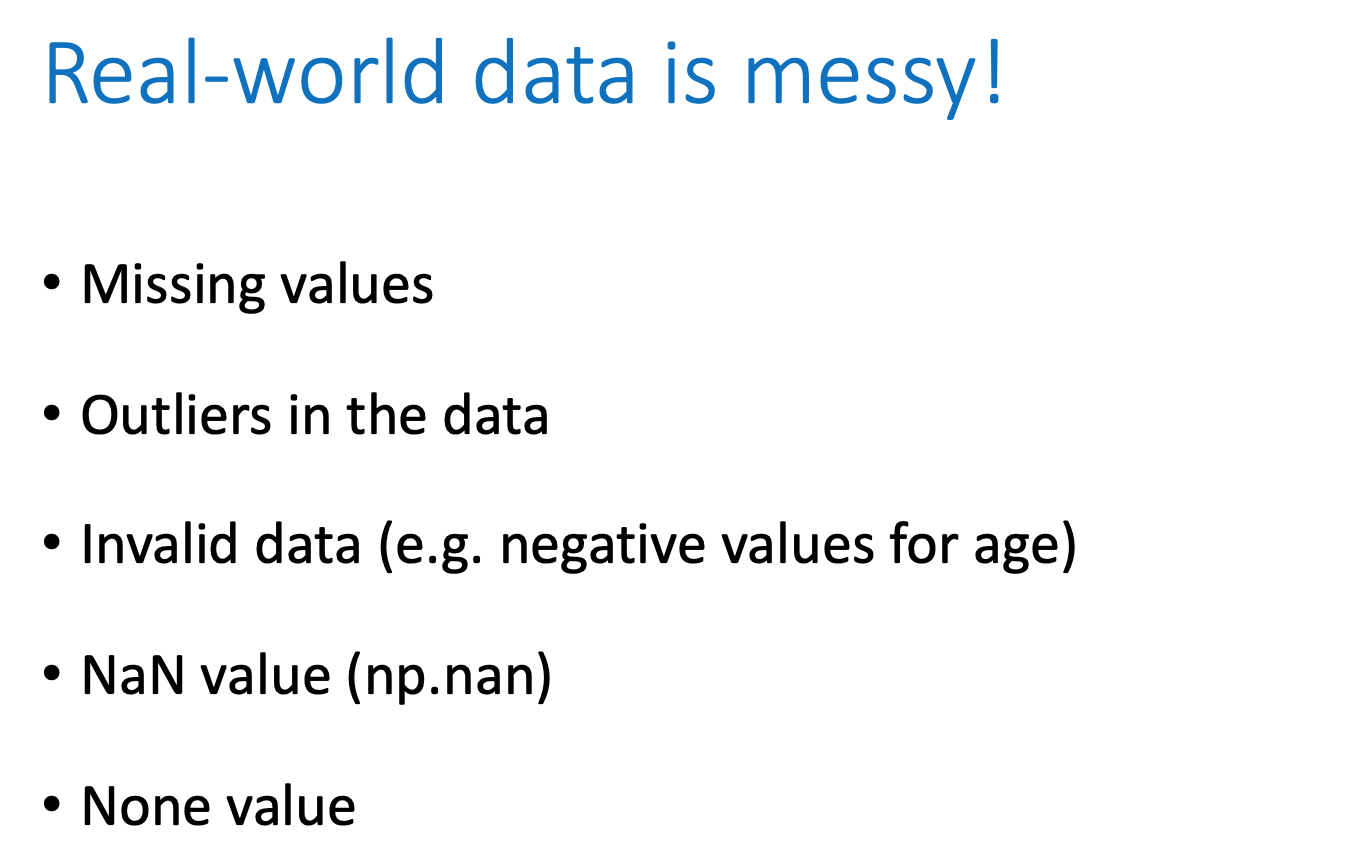 Real-world data is messy!
• Missing values
• Outliers in the data
• Invalid data (e.g. negative values for age)
• NaN value (np.nan)
• None value